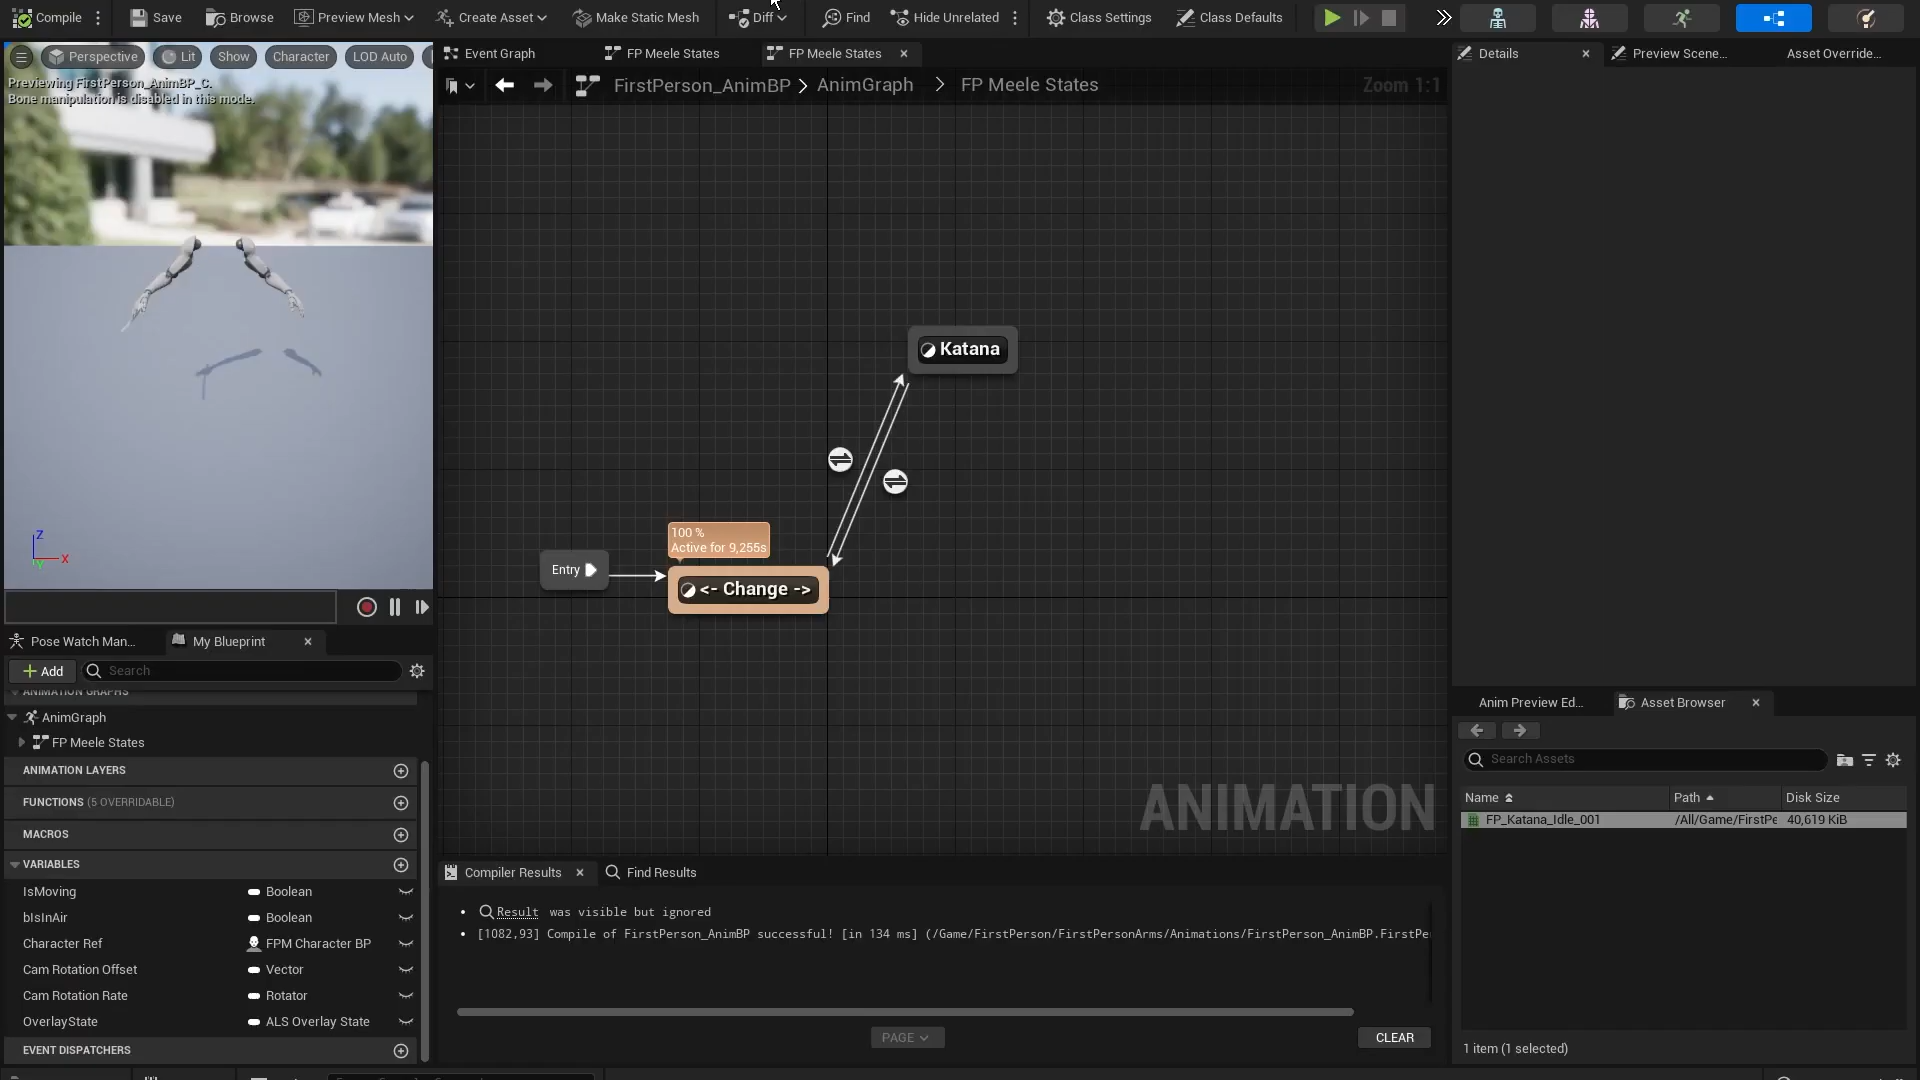 Compile
Save
Browse
Preview Mesh
Create Asset
Make Static Mesh
Diff
Find
Hide Unrelated
Class Settings
Class Defaults
Perspective
Lit
Show
Character
LOD Auto
Previewing FirstPerson_AnimBP_C.
Bone manipulation is disabled in this mode.
Z
X
Y
Event Graph
FP Meele States
FP Meele States
FirstPerson_AnimBP > AnimGraph > FP Meele States
Zoom 1:1
Katana
100 %
Active for 9,255s
Entry
<- Change ->
ANIMATION
Details
Preview Scene...
Asset Override...
Pose Watch Man...
My Blueprint
Add
Search
ANIMATION GRAPHS
AnimGraph
FP Meele States
ANIMATION LAYERS
FUNCTIONS (5 OVERRIDABLE)
MACROS
VARIABLES
IsMoving Boolean
bIsInAir Boolean
Character Ref FPM Character BP
Cam Rotation Offset Vector
Cam Rotation Rate Rotator
OverlayState ALS Overlay State
EVENT DISPATCHERS
Compiler Results
Find Results
Result was visible but ignored
[1082,93] Compile of FirstPerson_AnimBP successful! [in 134 ms] (/Game/FirstPerson/FirstPersonArms/Animations/FirstPerson_AnimBP.FirstPe
PAGE
CLEAR
Anim Preview Ed...
Asset Browser
Search Assets
Name Path Disk Size
FP_Katana_Idle_001 /All/Game/FirstPe 40,619 KiB
1 item (1 selected)